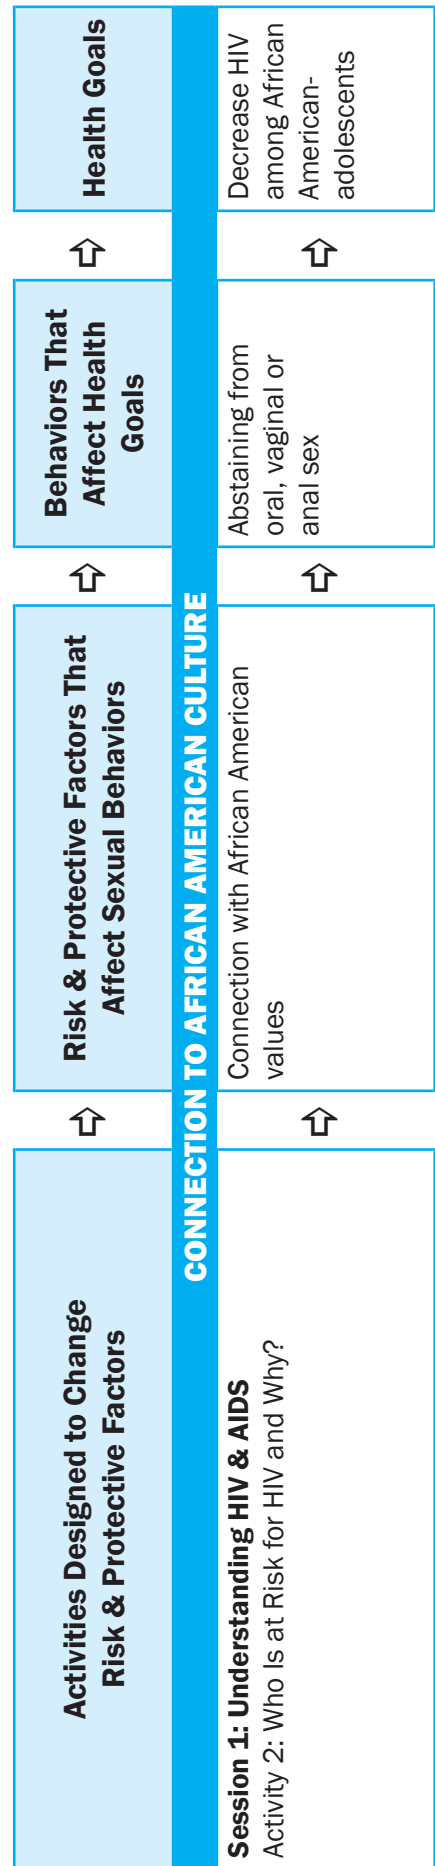 Activities Designed to Change
Risk & Protective Factors
Risk & Protective Factors That
Affect Sexual Behaviors
Behaviors That
Affect Health
Goals
Health Goals
CONNECTION TO AFRICAN AMERICAN CULTURE
Session 1: Understanding HIV & AIDS
Activity 2: Who Is at Risk for HIV and Why?
Connection with African American
values
Abstaining from
oral, vaginal or
anal sex
Decrease HIV
among African
American-
adolescents